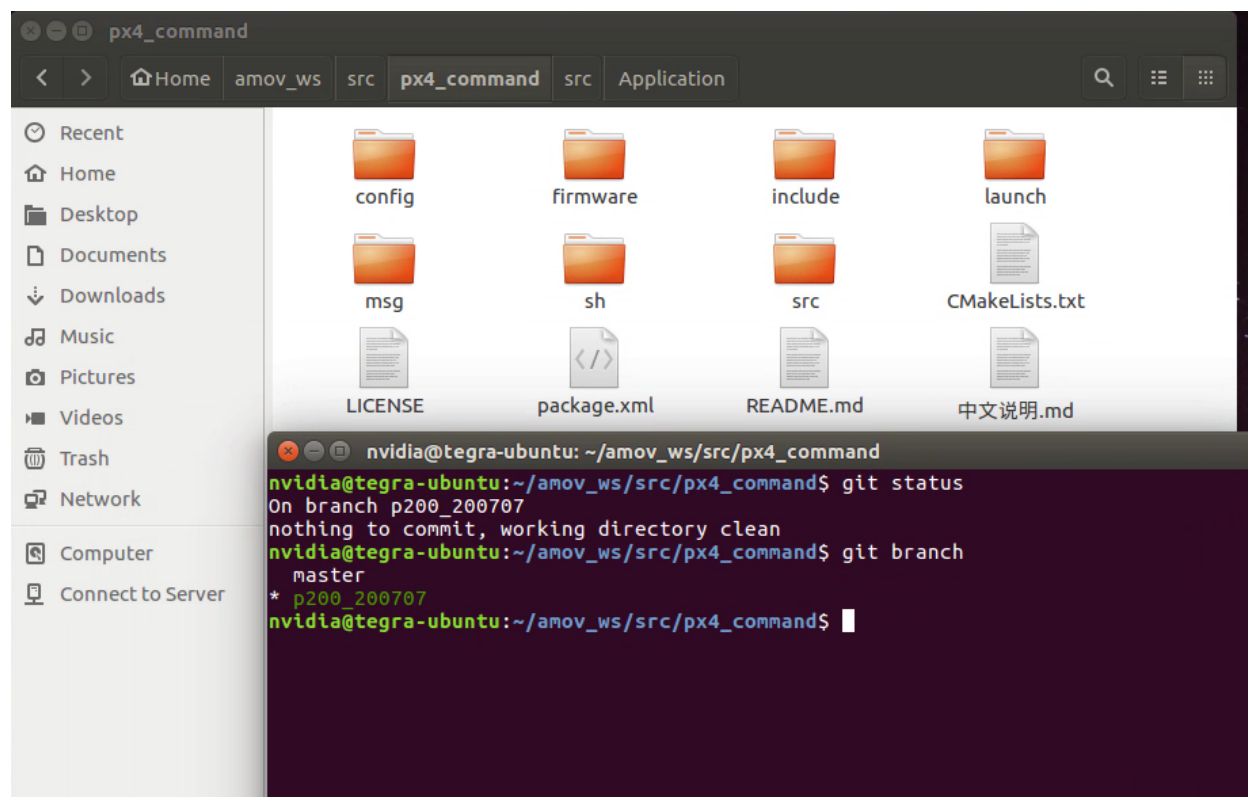 px4_command
Home amov_ws src px4_command src Application
Recent
Home
Desktop
Documents
Downloads
Music
Pictures
Videos
Trash
Network
Computer
Connect to Server
config firmware include launch
msg sh src CMakeLists.txt
LICENSE package.xml README.md 中文说明.md
nvidia@tegra-ubuntu: ~/amov_ws/src/px4_command
nvidia@tegra-ubuntu:~/amov_ws/src/px4_command$ git status
On branch p200_200707
nothing to commit, working directory clean
nvidia@tegra-ubuntu:~/amov_ws/src/px4_command$ git branch
master
* p200_200707
nvidia@tegra-ubuntu:~/amov_ws/src/px4_command$